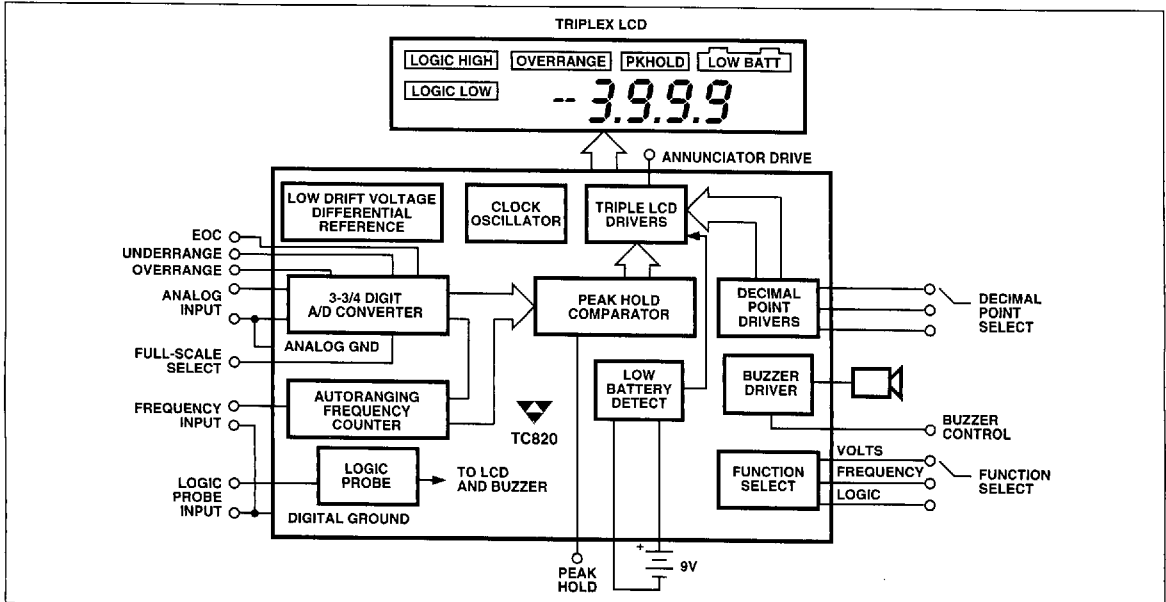 TRIPLEX LCD
LOGIC HIGH
OVERRANGE
PKHOLD
LOW BATT
LOGIC LOW
--3.9.9.9
ANNUNCIATOR DRIVE
LOW DRIFT VOLTAGE
DIFFERENTIAL
REFERENCE
CLOCK
OSCILLATOR
TRIPLE LCD
DRIVERS
EOC
UNDERRANGE
OVERRANGE
ANALOG
INPUT
3-3/4 DIGIT
A/D CONVERTER
PEAK HOLD
COMPARATOR
DECIMAL
POINT
DRIVERS
DECIMAL
POINT
SELECT
ANALOG GND
FULL-SCALE
SELECT
LOW
BATTERY
DETECT
BUZZER
DRIVER
AUTORANGING
FREQUENCY
COUNTER
FREQUENCY
INPUT
TC820
BUZZER
CONTROL
LOGIC
PROBE
TO LCD
AND BUZZER
LOGIC
PROBE
INPUT
DIGITAL GROUND
FUNCTION
SELECT
VOLTS
FREQUENCY
LOGIC
FUNCTION
SELECT
PEAK
HOLD
+
9V